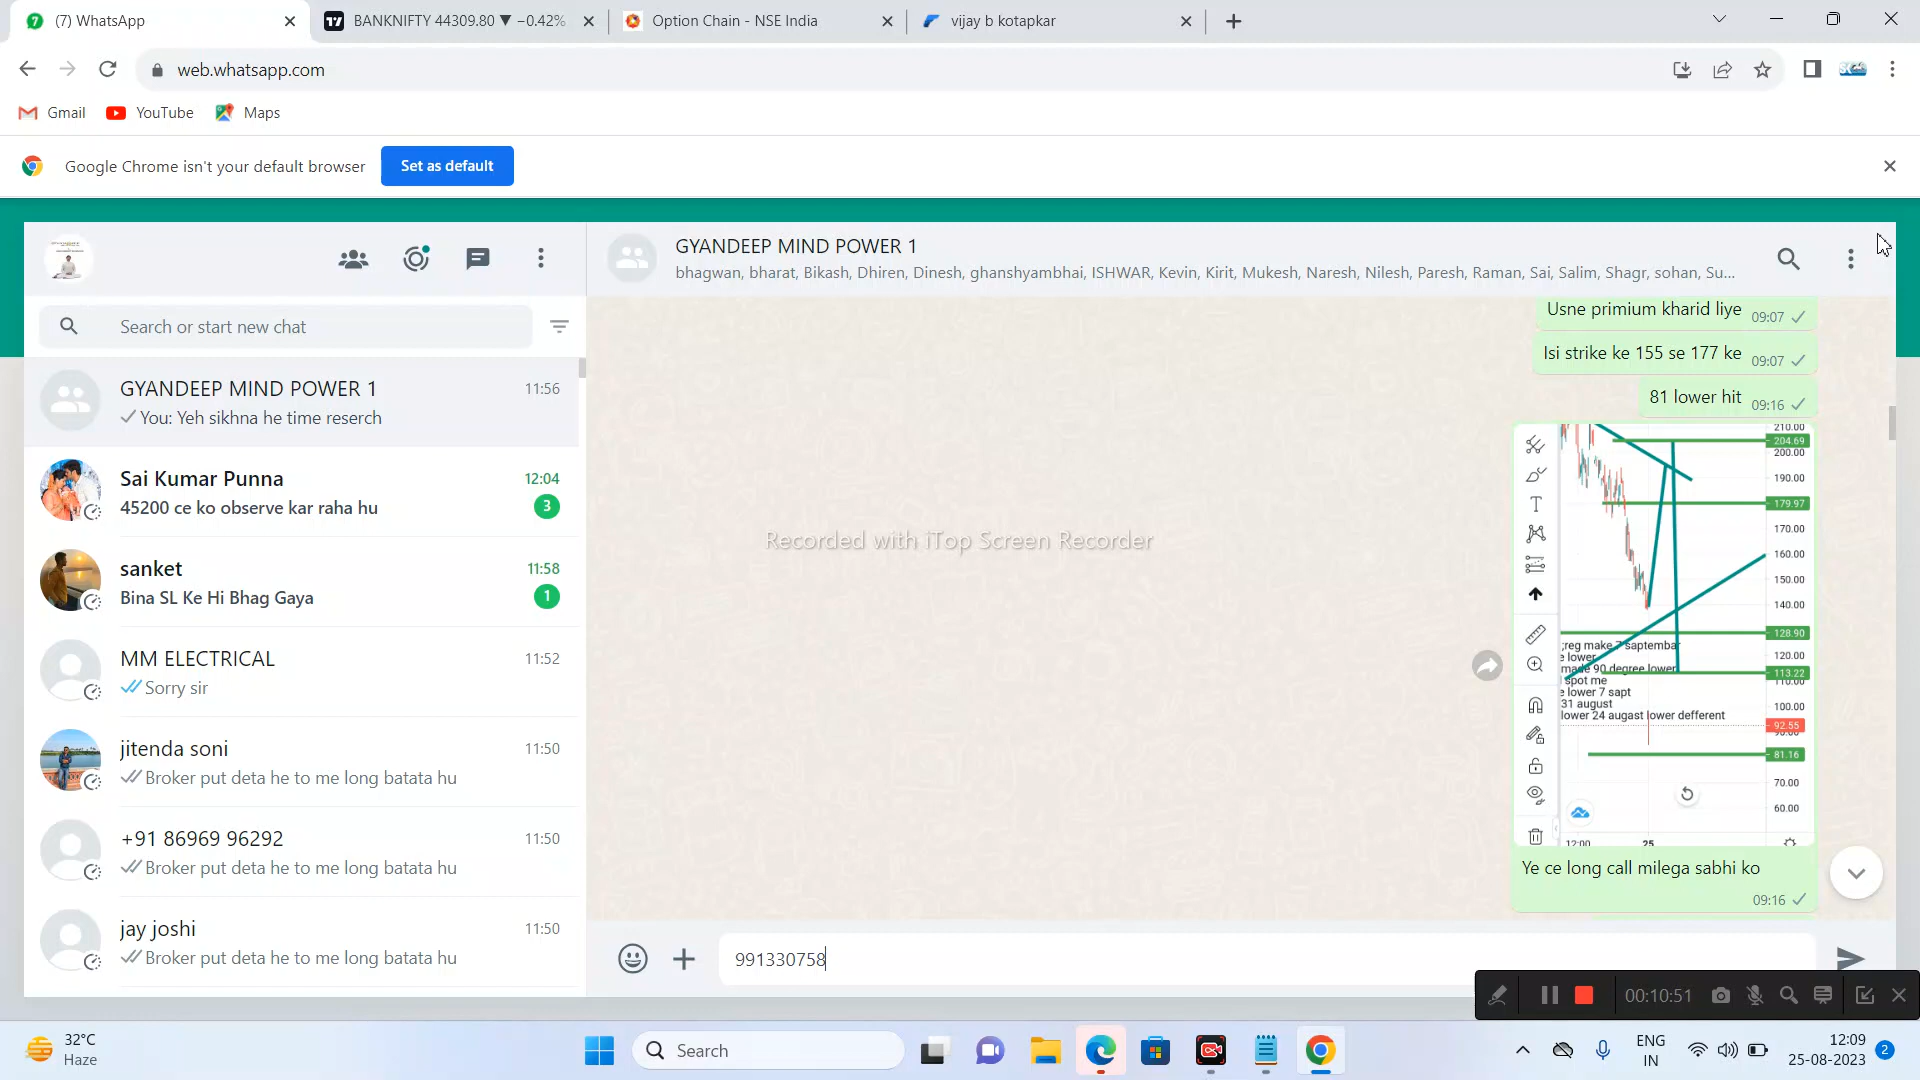 (7) WhatsApp
BANKNIFTY 44309.80 ▼ −0.42%
Option Chain - NSE India
vijay b kotapkar
web.whatsapp.com
Gmail
YouTube
Maps
Google Chrome isn't your default browser
Set as default
GYANDEEP MIND POWER 1
bhagwan, bharat, Bikash, Dhiren, Dinesh, ghanshyambhai, ISHWAR, Kevin, Kirit, Mukesh, Naresh, Nilesh, Paresh, Raman, Sai, Salim, Shagr, sohan, Su...
Search or start new chat
GYANDEEP MIND POWER 1
11:56
You: Yeh sikhna he time reserch
Sai Kumar Punna
12:04
45200 ce ko observe kar raha hu
3
sanket
11:58
Bina SL Ke Hi Bhag Gaya
1
MM ELECTRICAL
11:52
Sorry sir
jitenda soni
11:50
Broker put deta he to me long batata hu
+91 86969 96292
11:50
Broker put deta he to me long batata hu
jay joshi
11:50
Broker put deta he to me long batata hu
Usne primium kharid liye
09:07
Isi strike ke 155 se 177 ke
09:07
81 lower hit
09:16
210.00
204.69
200.00
190.00
179.97
170.00
160.00
150.00
140.00
128.90
120.00
113.22
110.00
100.00
92.55
90.00
81.16
70.00
60.00
;reg make 7 saptembar
e lower
made 90 degree lower
spot me
e lower 7 sapt
31 august
lower 24 augast lower defferent
12:00
25
Ye ce long call milega sabhi ko
09:16
Recorded with iTop Screen Recorder
991330758
00:10:51
32°C
Haze
Search
ENG
IN
12:09
25-08-2023
2